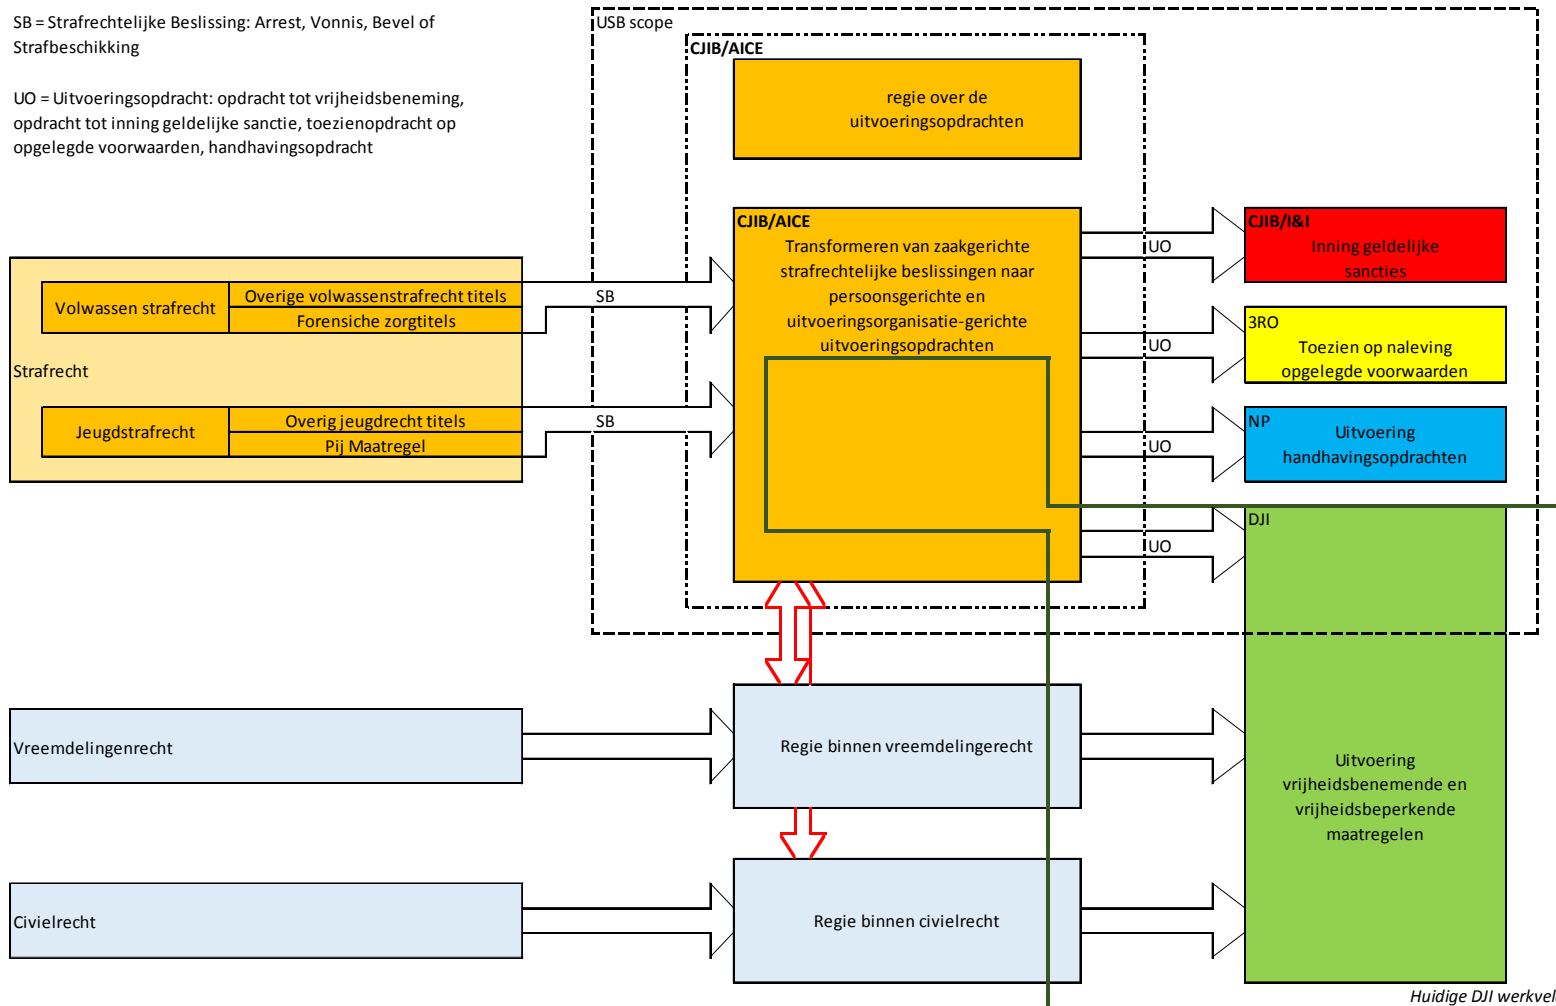 SB = Strafrechtelijke Beslissing: Arrest, Vonnis, Bevel of
Strafbeschikking
UO = Uitvoeringsopdracht: opdracht tot vrijheidsbeneming,
opdracht tot inning geldelijke sanctie, toezienopdracht op
opgelegde voorwaarden, handhavingsopdracht
USB scope
CJIB/AICE
regie over de
uitvoeringsopdrachten
CJIB/AICE
Transformeren van zaakgerichte
strafrechtelijke beslissingen naar
persoonsgerichte en
uitvoeringsorganisatie-gerichte
uitvoeringsopdrachten
Strafrecht
Volwassen strafrecht
Overige volwassenstrafrecht titels
Forensiche zorgtitels
SB
Jeugdstrafrecht
Overig jeugdrecht titels
Pij Maatregel
SB
UO
CJIB/I&I
Inning geldelijke
sancties
UO
3RO
Toezien op naleving
opgelegde voorwaarden
UO
NP
Uitvoering
handhavingsopdrachten
UO
DJI
Uitvoering
vrijheidsbenemende en
vrijheidsbeperkende
maatregelen
Vreemdelingenrecht
Regie binnen vreemdelingerecht
Civielrecht
Regie binnen civielrecht
Huidige DJI werkvel